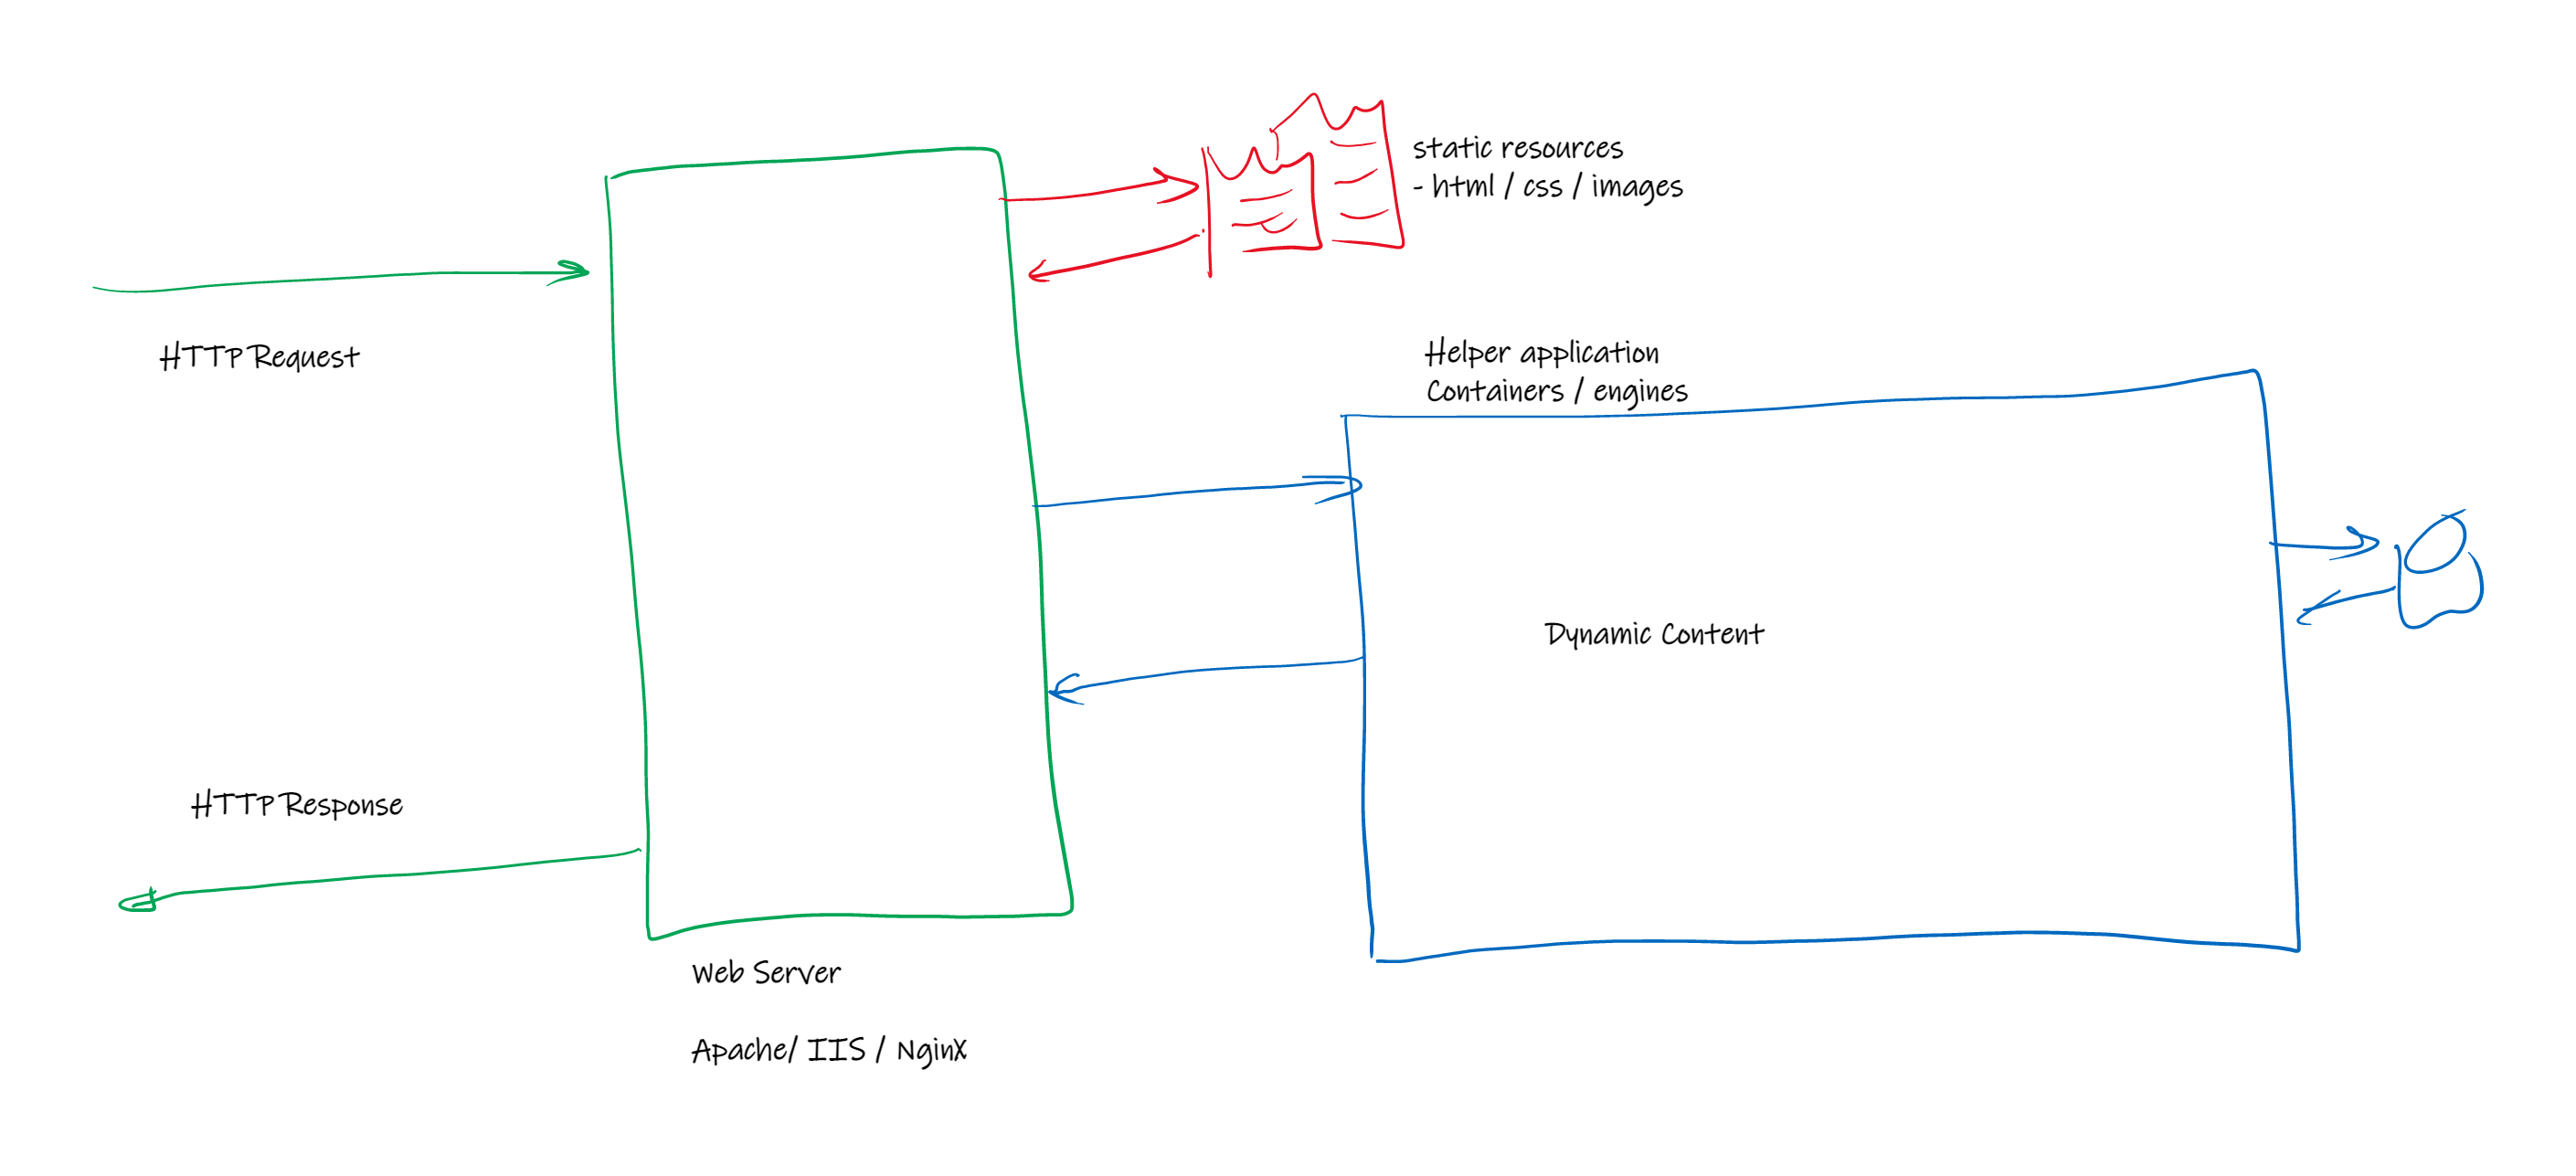 static resources
- html / css / images
HTTP Request
Helper application
Containers / engines
Dynamic Content
HTTP Response
Web Server
Apache/ IIS / NginX